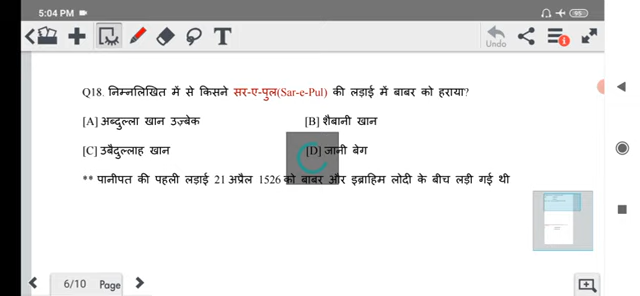 5:04 PM
95
T
Undo
Q18. निम्नलिखित में से किसने सर-ए-पुल(Sar-e-Pul) की लड़ाई में बाबर को हराया?
[A] अब्दुल्ला खान उज़्बेक [B] शैबानी खान
[C] उबैदुल्लाह खान [D] जानी बेग
** पानीपत की पहली लड़ाई 21 अप्रैल 1526 को बाबर और इब्राहिम लोदी के बीच लड़ी गई थी
6/10 Page